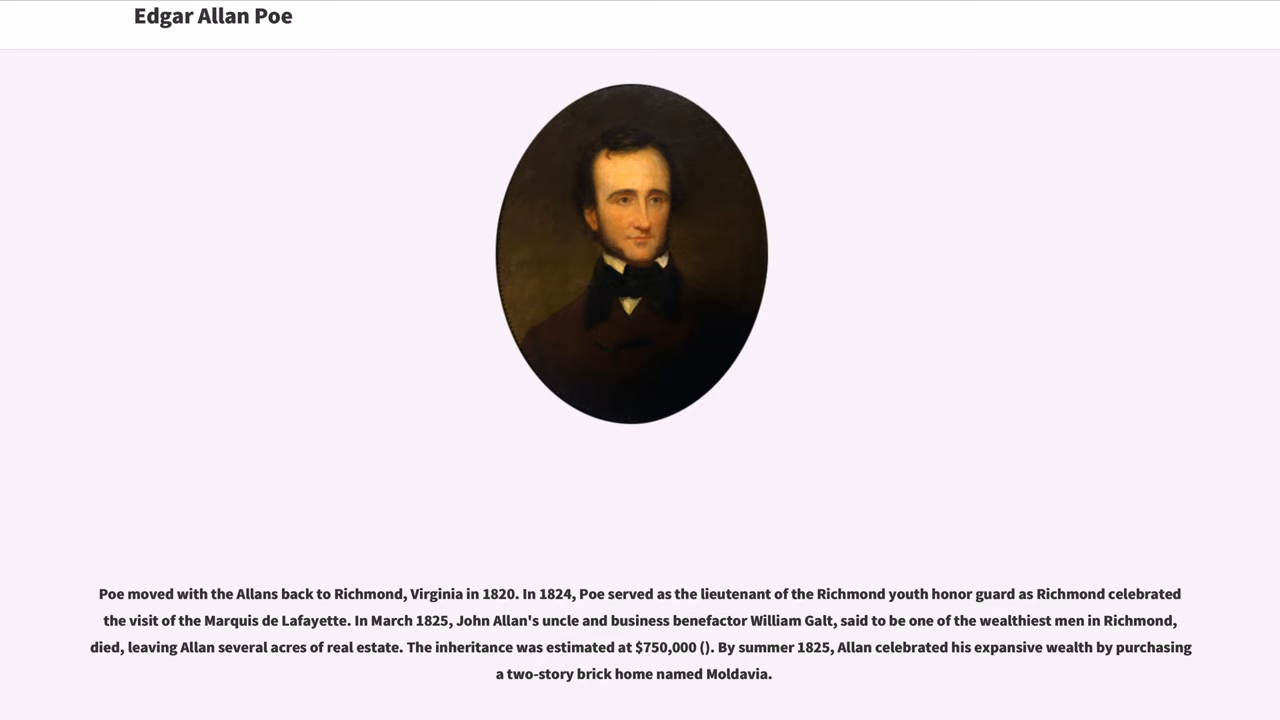 Edgar Allan Poe
Poe moved with the Allans back to Richmond, Virginia in 1820. In 1824, Poe served as the lieutenant of the Richmond youth honor guard as Richmond celebrated
the visit of the Marquis de Lafayette. In March 1825, John Allan's uncle and business benefactor William Galt, said to be one of the wealthiest men in Richmond,
died, leaving Allan several acres of real estate. The inheritance was estimated at $750,000 (). By summer 1825, Allan celebrated his expansive wealth by purchasing
a two-story brick home named Moldavia.